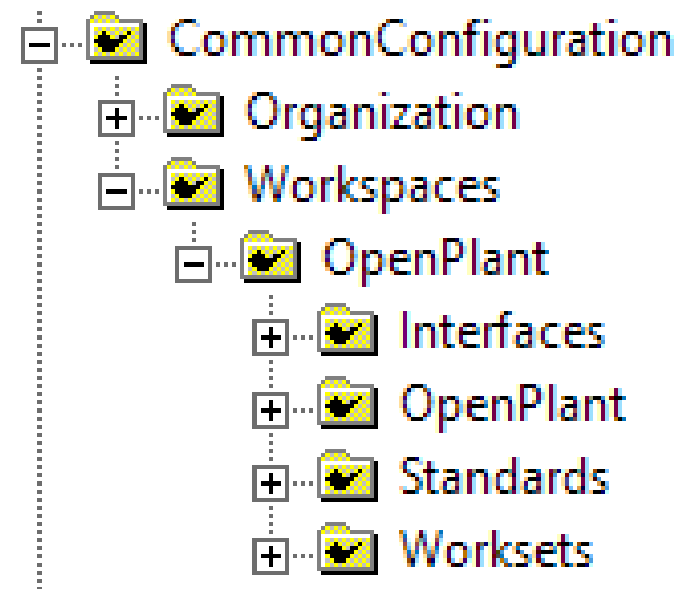 CommonConfiguration
Organization
Workspaces
OpenPlant
Interfaces
OpenPlant
Standards
Worksets